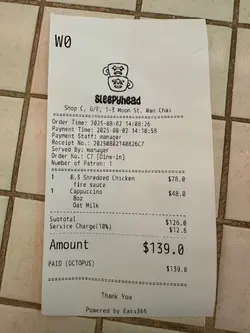 W0
sleepyhead
Shop C, G/F, 1-3 Moon St, Wan Chai
Order Time: 2025-08-02 14:08:26
Payment Time: 2025-08-02 14:10:58
Payment Staff: manager
Receipt No.: 20250802140826C7
Served By: manager
Order No.: C7 [Dine-in]
Number of Patron: 1
1 B.3 Shredded Chicken $78.0
fire sauce
1 Cappuccino $48.0
8oz
Oat Milk
Subtotal $126.0
Service Charge(10%) $12.6
Amount $139.0
PAID (OCTOPUS)
$139.0
Thank You
Powered by Eats365